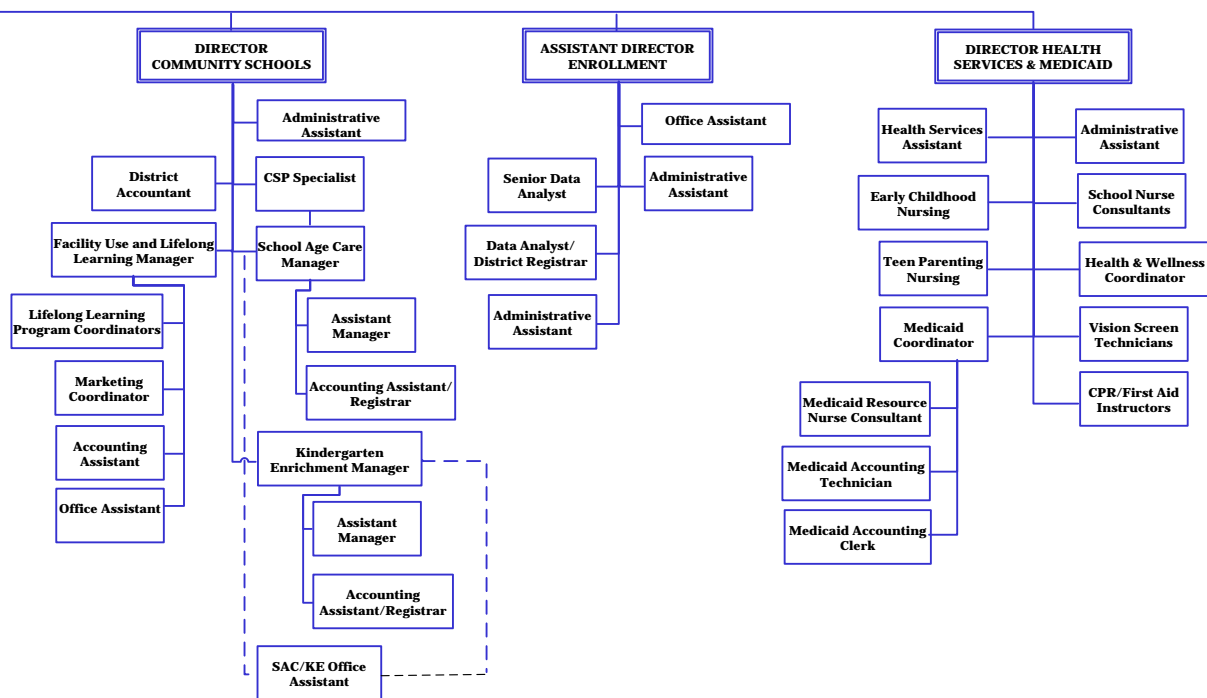 DIRECTOR
COMMUNITY SCHOOLS
Administrative
Assistant
District
Accountant
CSP Specialist
Facility Use and Lifelong
Learning Manager
School Age Care
Manager
Lifelong Learning
Program Coordinators
Marketing
Coordinator
Accounting
Assistant
Office Assistant
Assistant
Manager
Accounting Assistant/
Registrar
Kindergarten
Enrichment Manager
Assistant
Manager
Accounting
Assistant/Registrar
SAC/KE Office
Assistant
ASSISTANT DIRECTOR
ENROLLMENT
Office Assistant
Senior Data
Analyst
Administrative
Assistant
Data Analyst/
District Registrar
Administrative
Assistant
DIRECTOR HEALTH
SERVICES & MEDICAID
Health Services
Assistant
Administrative
Assistant
Early Childhood
Nursing
School Nurse
Consultants
Teen Parenting
Nursing
Health & Wellness
Coordinator
Medicaid
Coordinator
Vision Screen
Technicians
Medicaid Resource
Nurse Consultant
CPR/First Aid
Instructors
Medicaid Accounting
Technician
Medicaid Accounting
Clerk